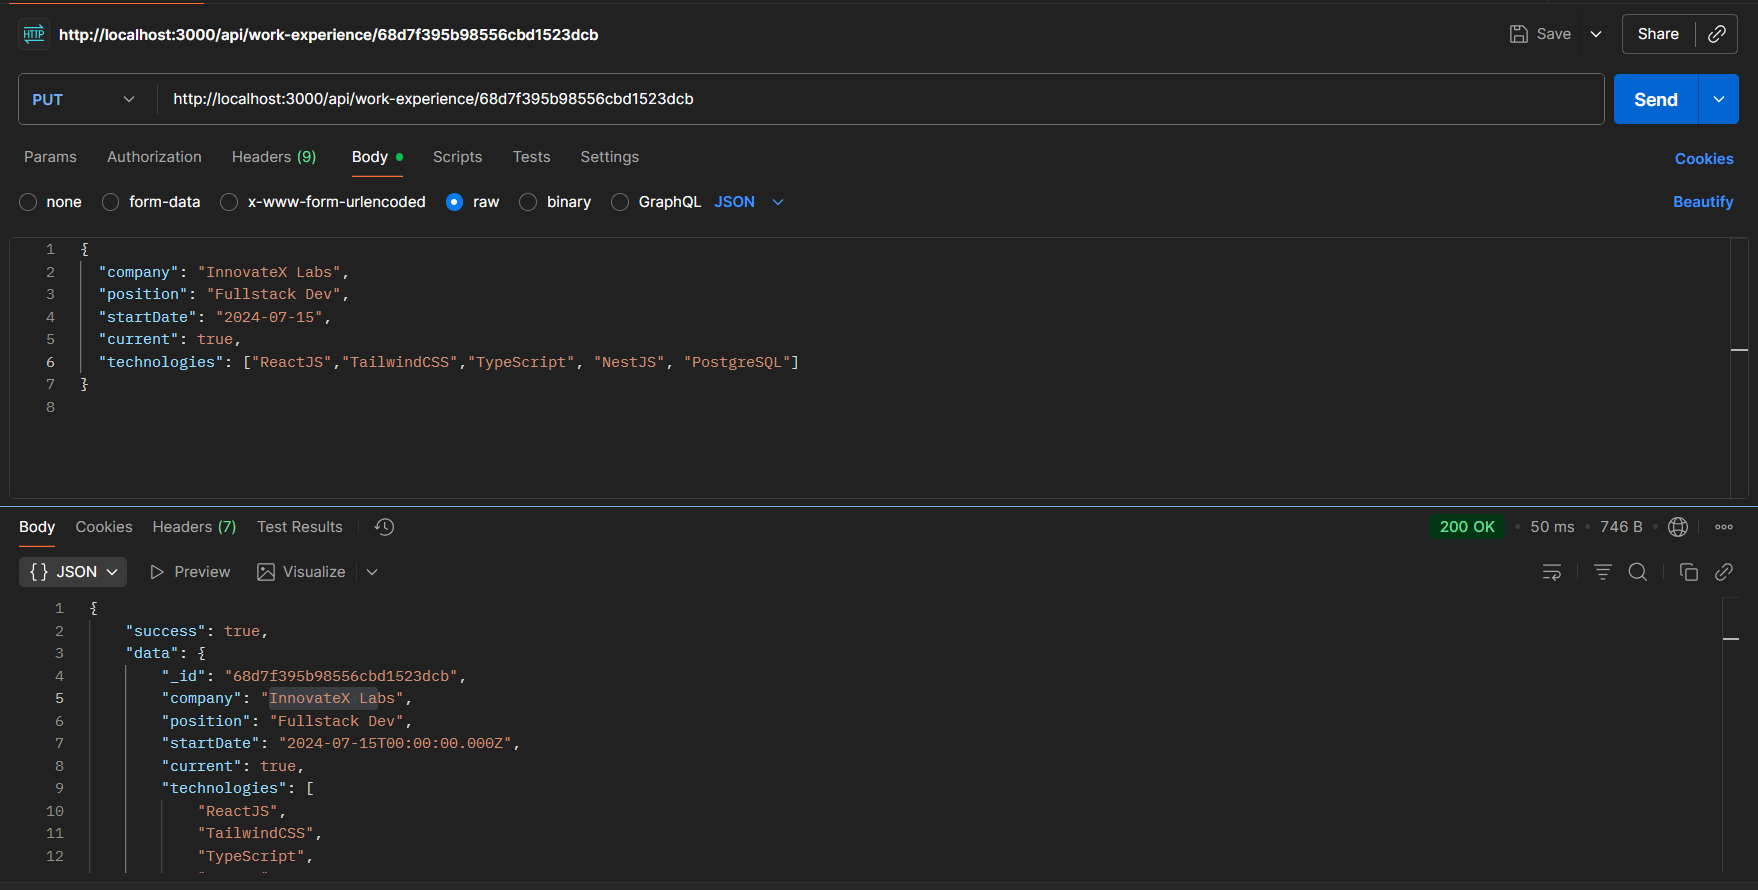 HTTP http://localhost:3000/api/work-experience/68d7f395b98556cbd1523dcb Save Share
PUT http://localhost:3000/api/work-experience/68d7f395b98556cbd1523dcb Send
Params Authorization Headers (9) Body Scripts Tests Settings Cookies
none form-data x-www-form-urlencoded raw binary GraphQL JSON Beautify
1 {
2 "company": "InnovateX Labs",
3 "position": "Fullstack Dev",
4 "startDate": "2024-07-15",
5 "current": true,
6 "technologies": ["ReactJS","TailwindCSS","TypeScript", "NestJS", "PostgreSQL"]
7 }
8
Body Cookies Headers (7) Test Results 200 OK • 50 ms • 746 B •
{} JSON Preview Visualize
1 {
2 "success": true,
3 "data": {
4 "_id": "68d7f395b98556cbd1523dcb",
5 "company": "InnovateX Labs",
6 "position": "Fullstack Dev",
7 "startDate": "2024-07-15T00:00:00.000Z",
8 "current": true,
9 "technologies": [
10 "ReactJS",
11 "TailwindCSS",
12 "TypeScript",